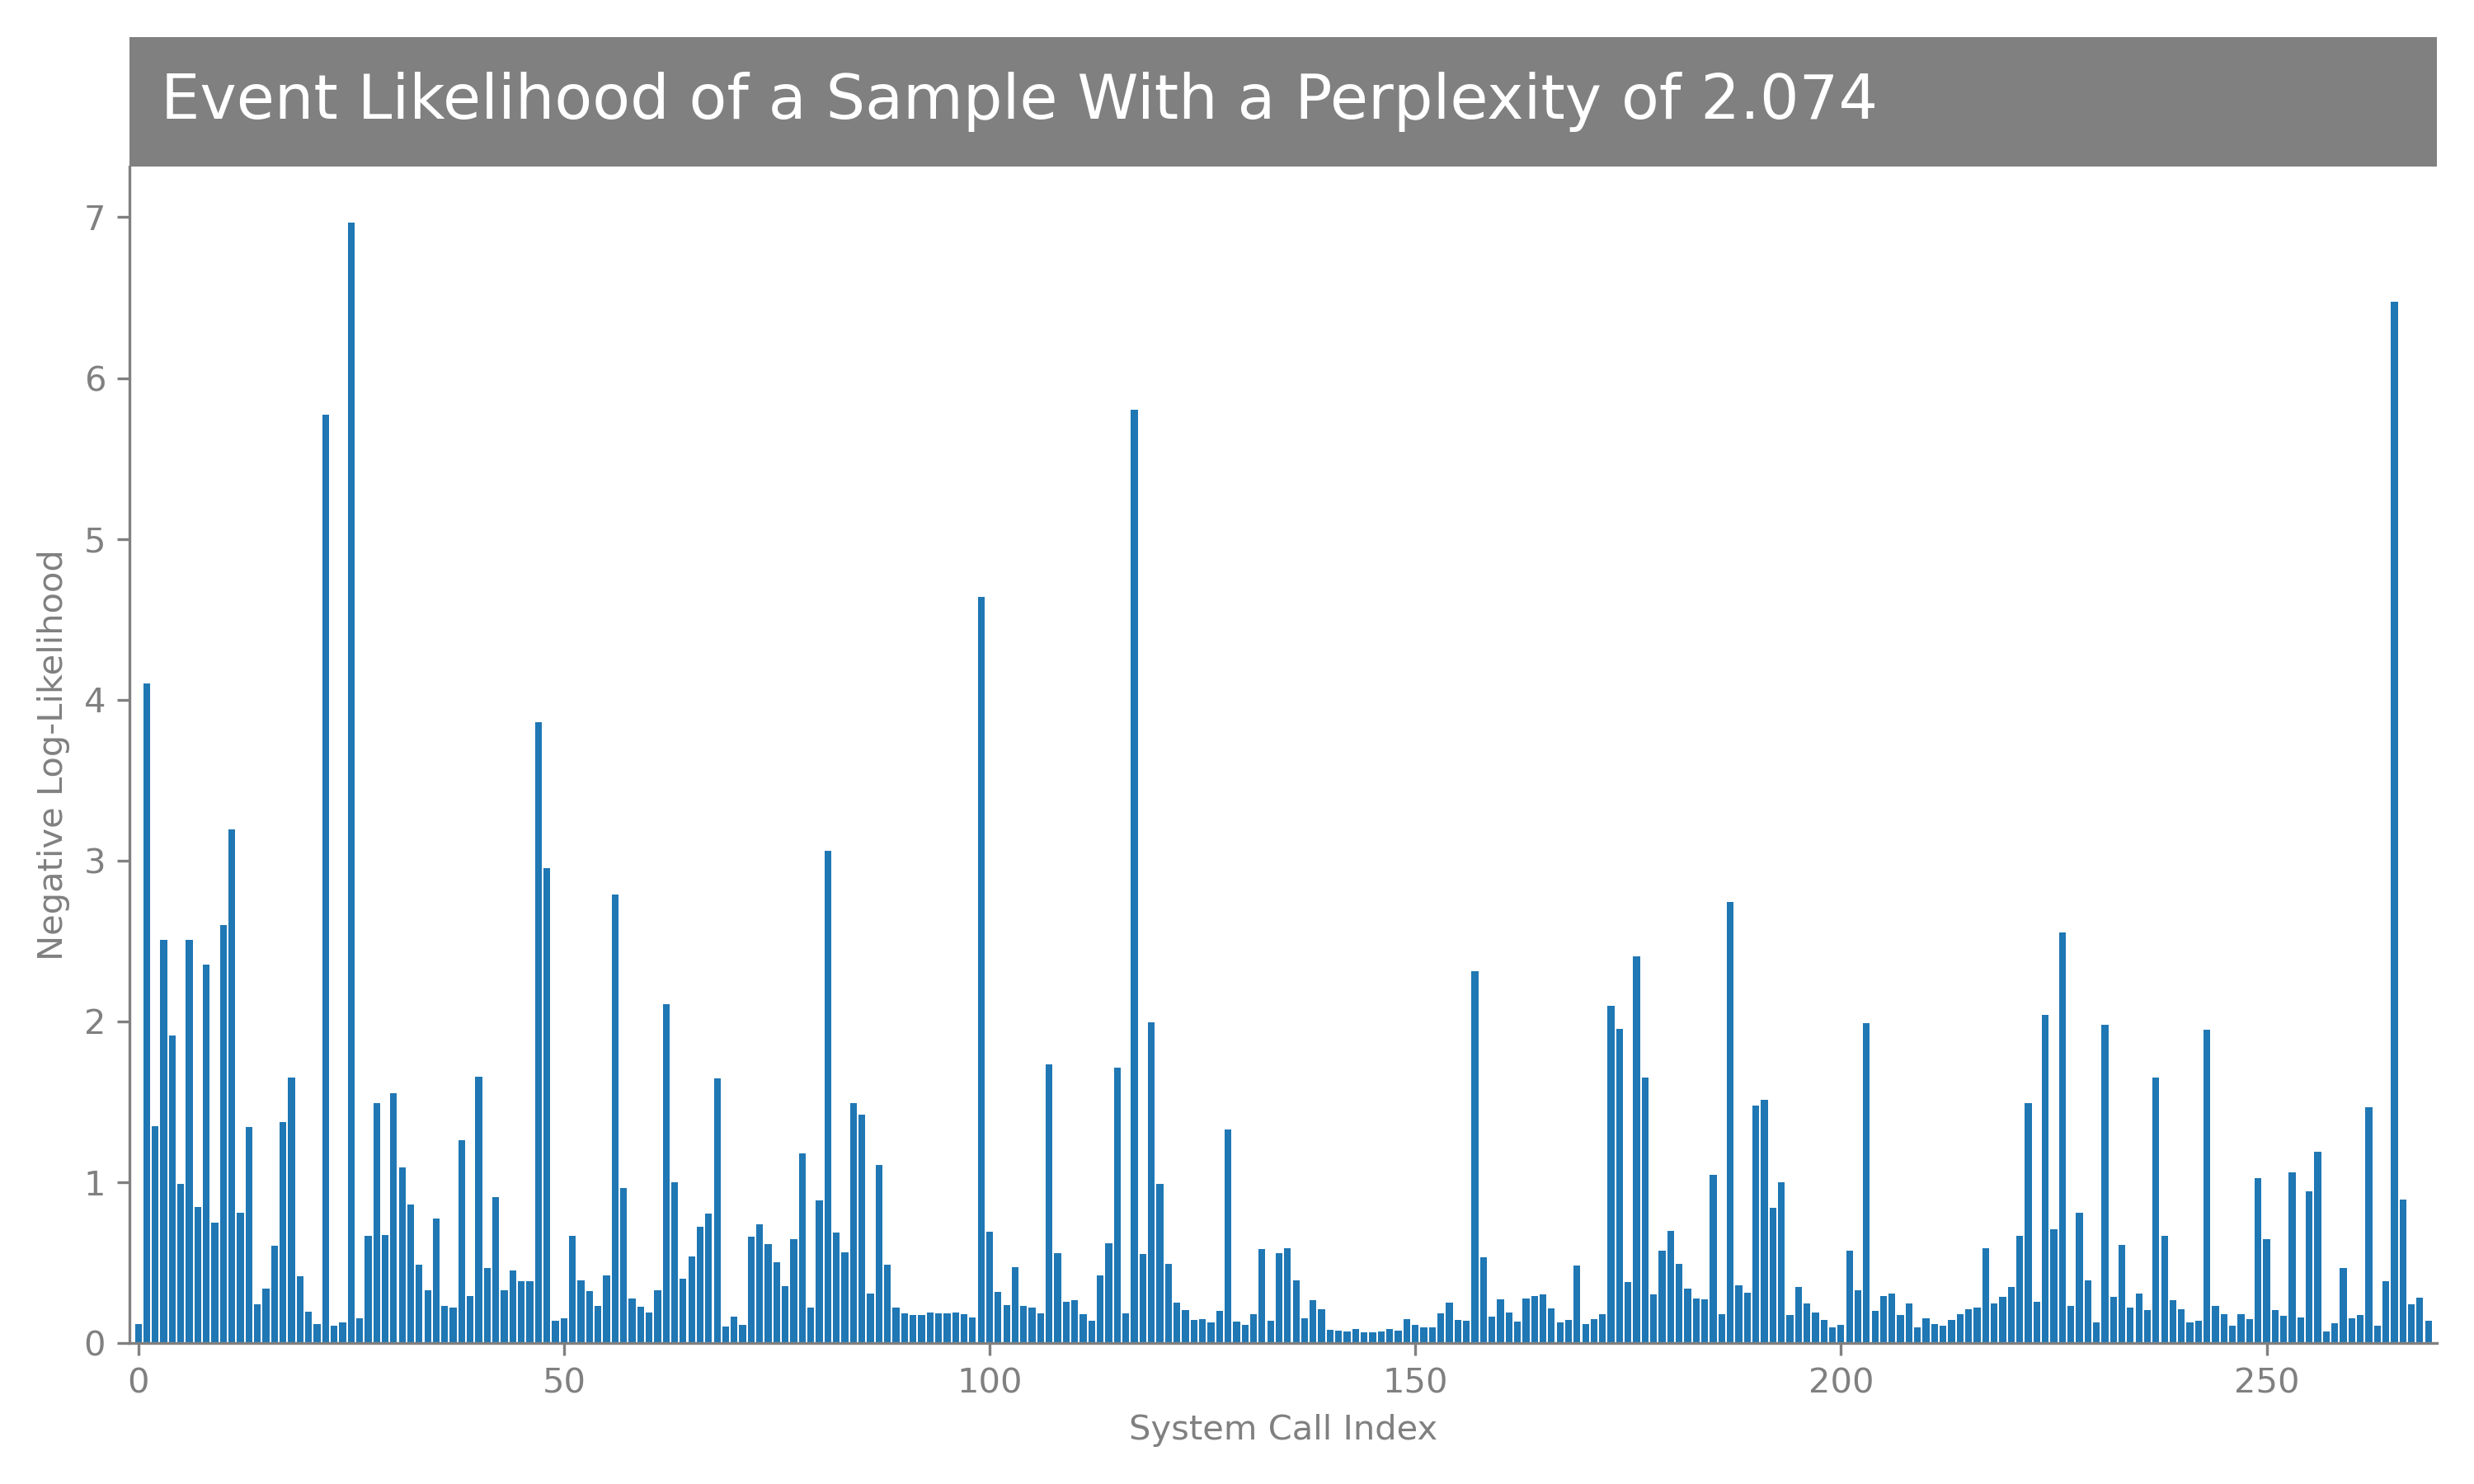 Event Likelihood of a Sample With a Perplexity of 2.074
7
6
5
4
3
2
1
0
Negative Log-Likelihood
0 50 100 150 200 250
System Call Index